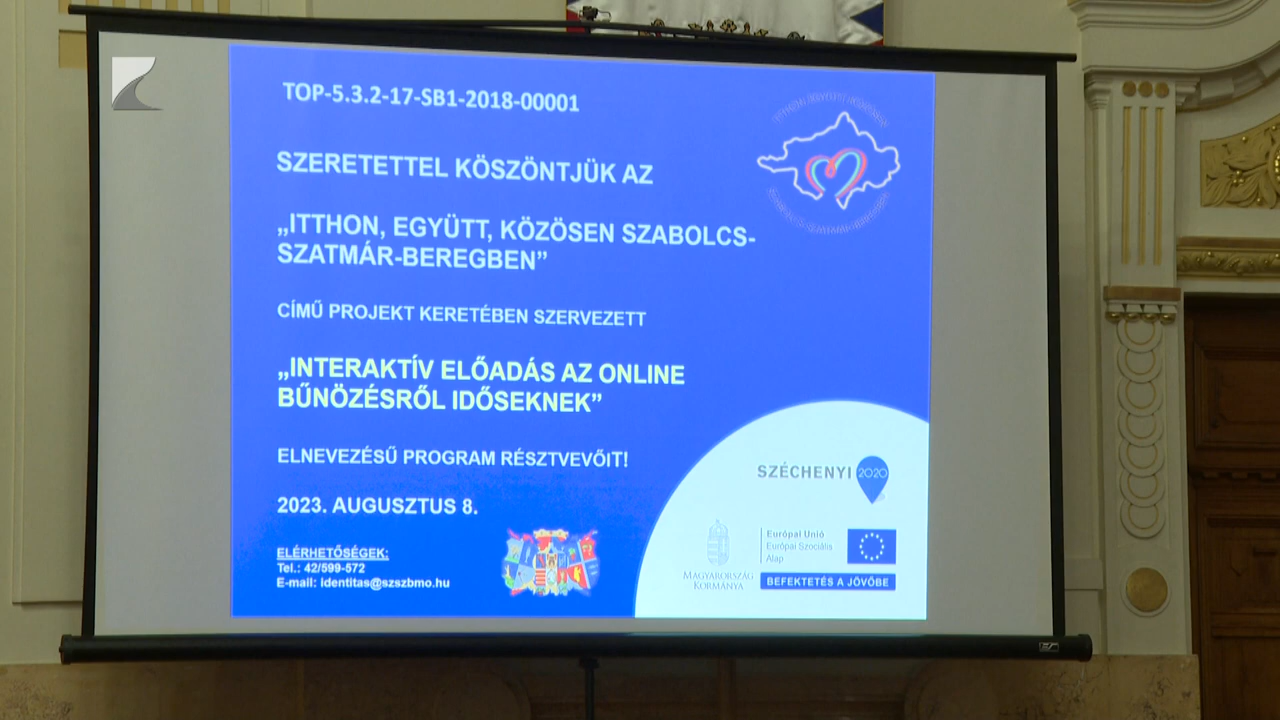 TOP-5.3.2-17-SB1-2018-00001
SZERETETTEL KÖSZÖNTJÜK AZ
„ITTHON, EGYÜTT, KÖZÖSEN SZABOLCS-
SZATMÁR-BEREGBEN”
CÍMŰ PROJEKT KERETÉBEN SZERVEZETT
„INTERAKTÍV ELŐADÁS AZ ONLINE
BŰNÖZÉSRŐL IDŐSEKNEK”
ELNEVEZÉSŰ PROGRAM RÉSZTVEVŐIT!
2023. AUGUSZTUS 8.
ELÉRHETŐSÉGEK:
Tel.: 42/599-572
E-mail: identitas@szszbmo.hu
SZÉCHENYI 2020
MAGYARORSZÁG
KORMÁNYA
Európai Unió
Európai Szociális
Alap
BEFEKTETÉS A JÖVŐBE